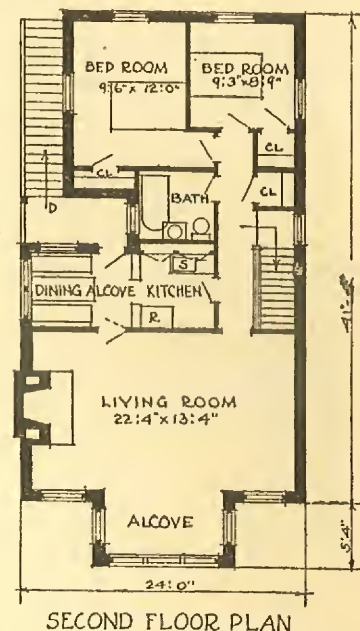 BED ROOM
9'6" x 12'0"
BED ROOM
9'3" x 8'9"
CL
CL
CL
BATH
D
DINING ALCOVE
KITCHEN
S
R
LIVING ROOM
22'4" x 13'4"
ALCOVE
5'4"
24'0"
SECOND FLOOR PLAN